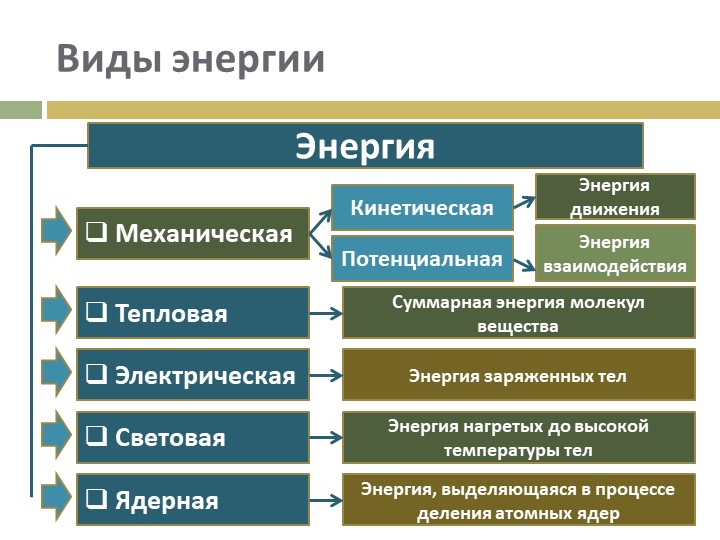 Виды энергии
Энергия
❑ Механическая
Кинетическая
Энергия
движения
Потенциальная
Энергия
взаимодействия
❑ Тепловая
Суммарная энергия молекул
вещества
❑ Электрическая
Энергия заряженных тел
❑ Световая
Энергия нагретых до высокой
температуры тел
❑ Ядерная
Энергия, выделяющаяся в процессе
деления атомных ядер